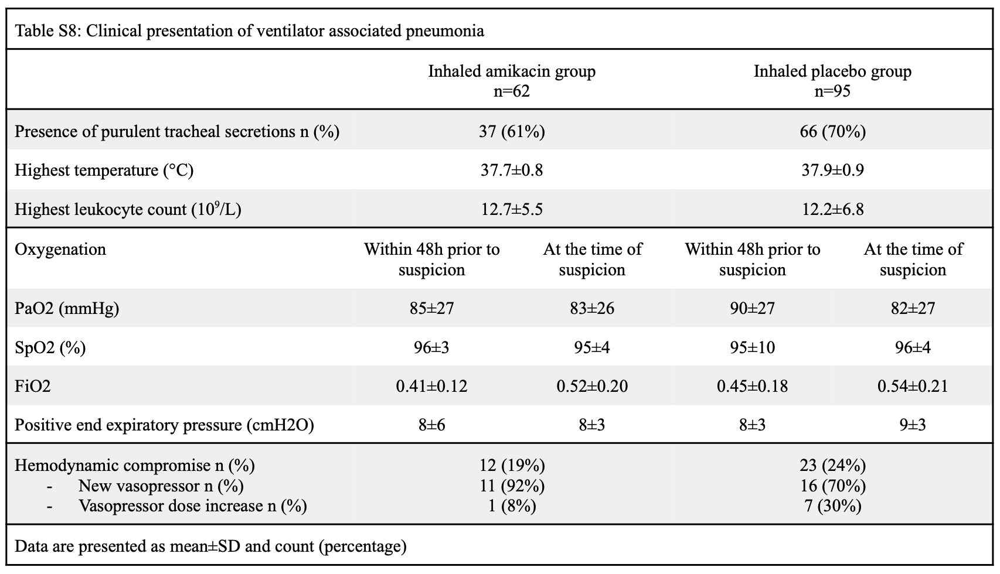 Table S8: Clinical presentation of ventilator associated pneumonia
Inhaled amikacin group Inhaled placebo group
n=62 n=95
Presence of purulent tracheal secretions n (%) 37 (61%) 66 (70%)
Highest temperature (°C) 37.7±0.8 37.9±0.9
Highest leukocyte count (10⁹/L) 12.7±5.5 12.2±6.8
Oxygenation Within 48h prior to At the time of Within 48h prior to At the time of
suspicion suspicion suspicion suspicion
PaO2 (mmHg) 85±27 83±26 90±27 82±27
SpO2 (%) 96±3 95±4 95±10 96±4
FiO2 0.41±0.12 0.52±0.20 0.45±0.18 0.54±0.21
Positive end expiratory pressure (cmH2O) 8±6 8±3 8±3 9±3
Hemodynamic compromise n (%) 12 (19%) 23 (24%)
- New vasopressor n (%) 11 (92%) 16 (70%)
- Vasopressor dose increase n (%) 1 (8%) 7 (30%)
Data are presented as mean±SD and count (percentage)